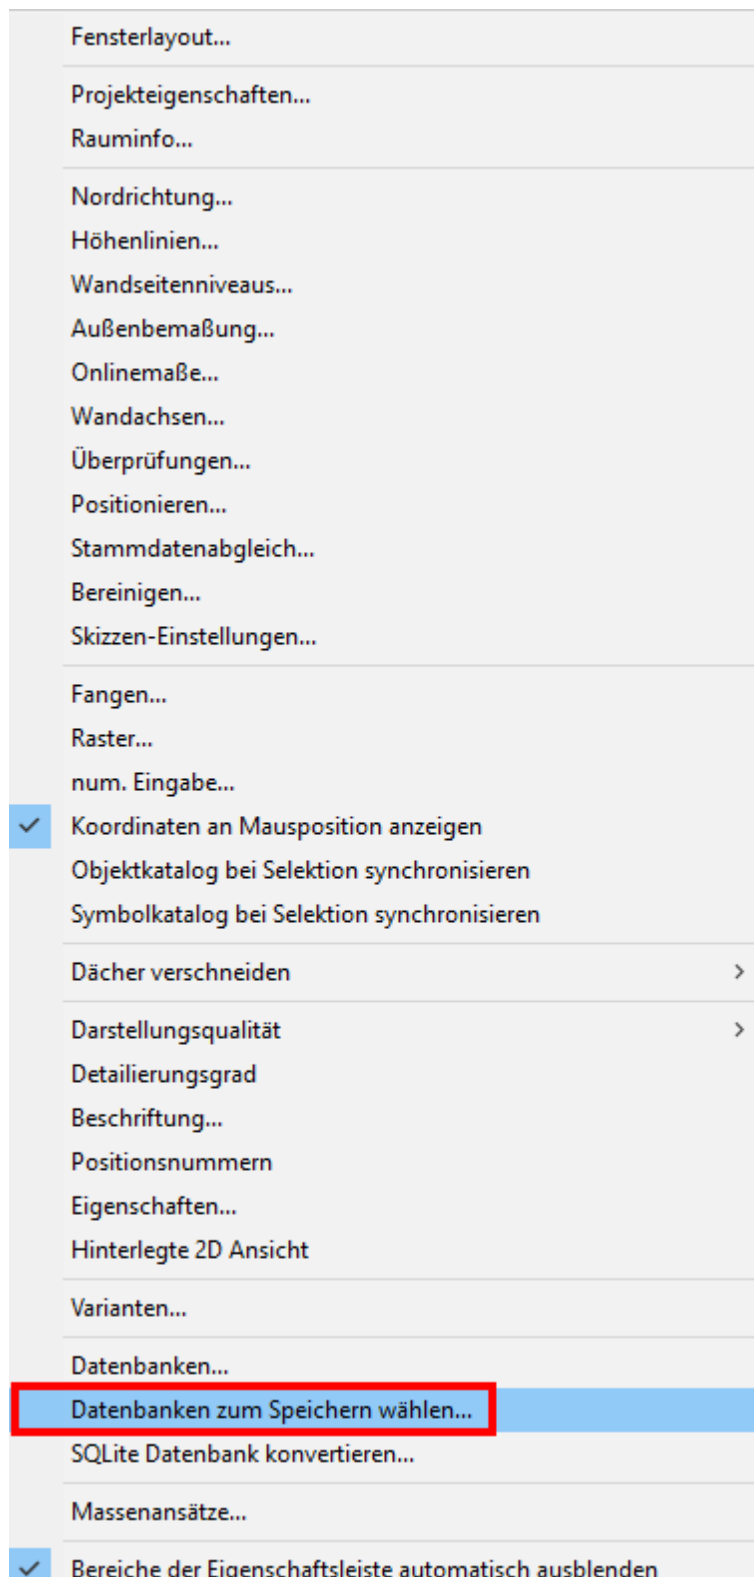 Fensterlayout...
Projekteigenschaften...
Rauminfo...
Nordrichtung...
Höhenlinien...
Wandseitenniveaus...
Außenbemaßung...
Onlinemaße...
Wandachsen...
Überprüfungen...
Positionieren...
Stammdatenabgleich...
Bereinigen...
Skizzen-Einstellungen...
Fangen...
Raster...
num. Eingabe...
Koordinaten an Mausposition anzeigen
Objektkatalog bei Selektion synchronisieren
Symbolkatalog bei Selektion synchronisieren
Dächer verschneiden
Darstellungsqualität
Detailierungsgrad
Beschriftung...
Positionsnummern
Eigenschaften...
Hinterlegte 2D Ansicht
Varianten...
Datenbanken...
Datenbanken zum Speichern wählen...
SQLite Datenbank konvertieren...
Massenansätze...
Bereiche der Eigenschaftsleiste automatisch ausblenden